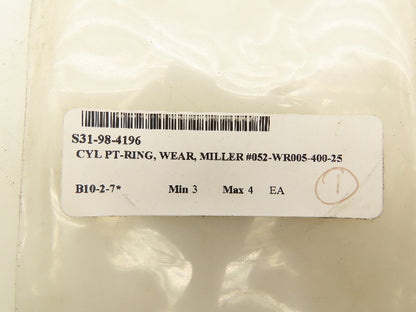 S31-98-4196
CYL PT-RING, WEAR, MILLER #052-WR005-400-25
B10-2-7* Min 3 Max 4 EA
1